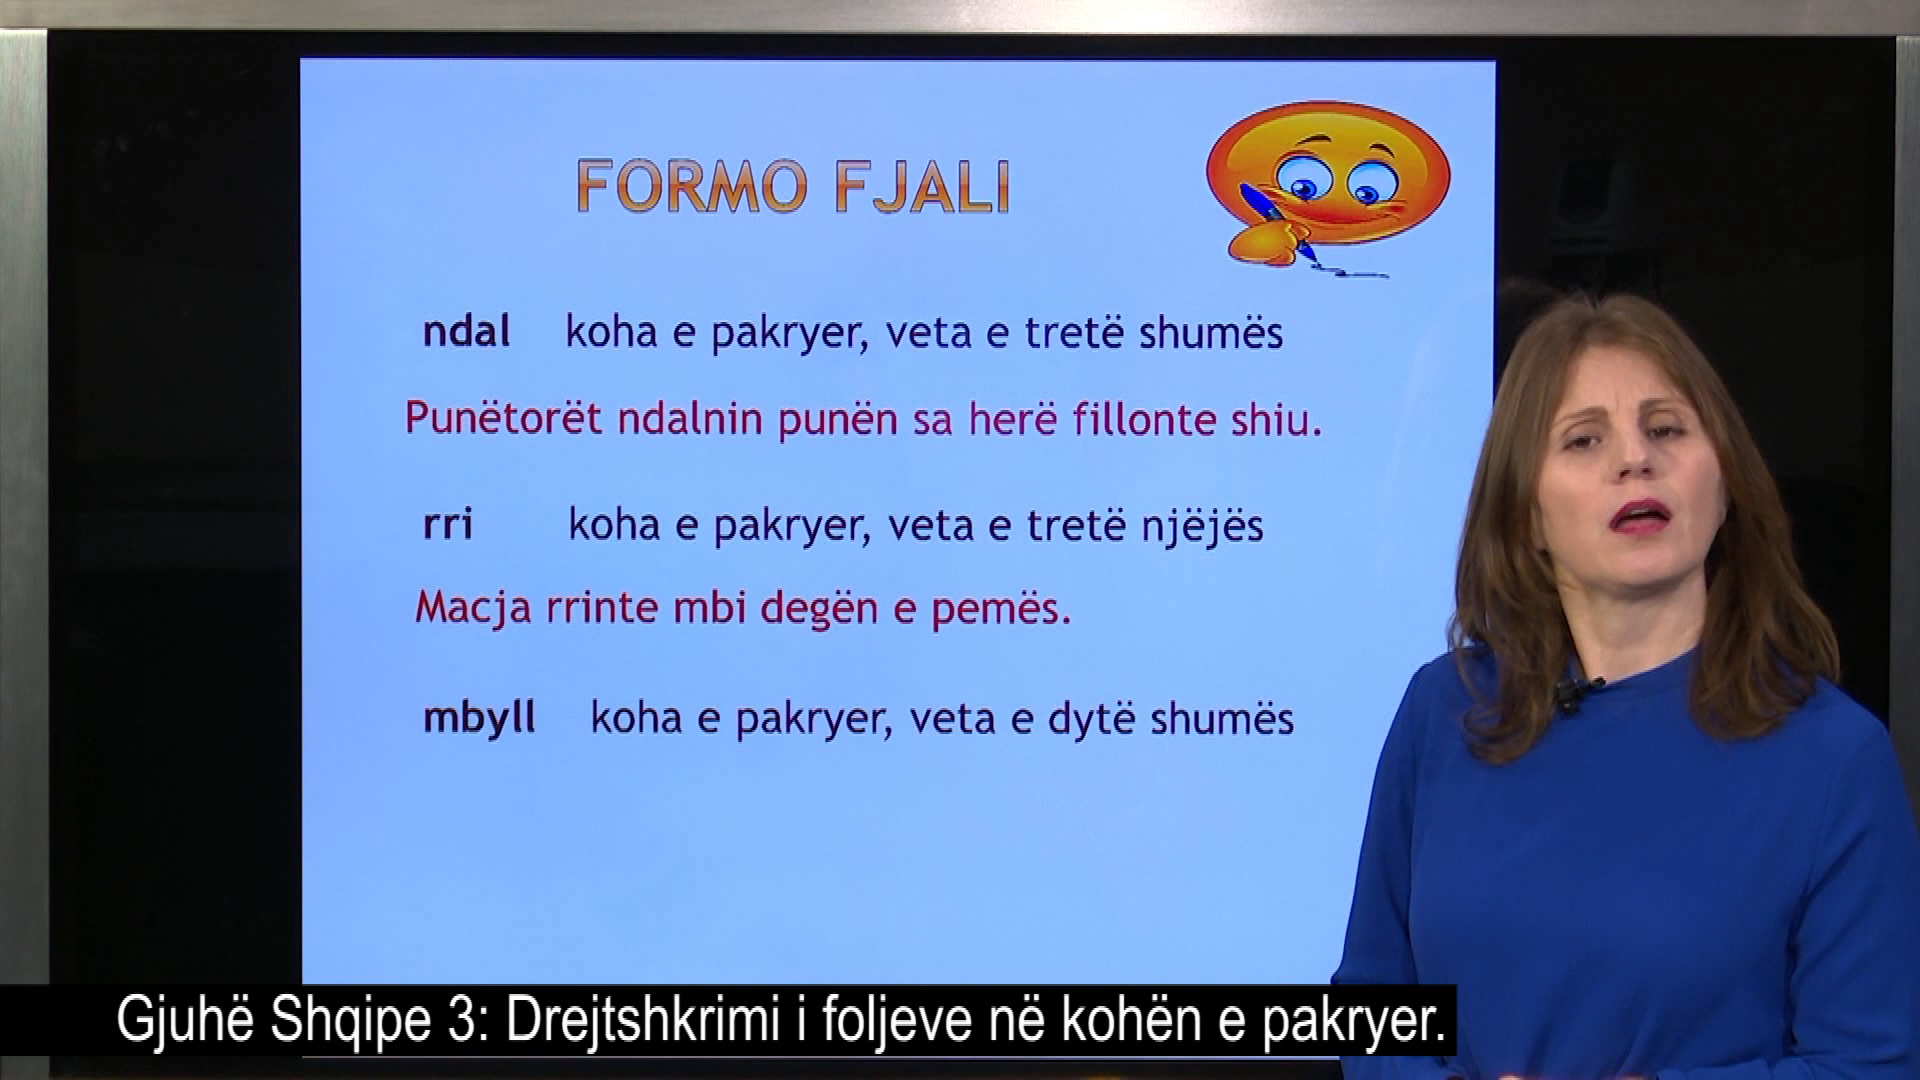 FORMO FJALI
ndal koha e pakryer, veta e tretë shumës
Punëtorët ndalnin punën sa herë fillonte shiu.
rri koha e pakryer, veta e tretë njëjës
Macja rrinte mbi degën e pemës.
mbyll koha e pakryer, veta e dytë shumës
Gjuhë Shqipe 3: Drejtshkrimi i foljeve në kohën e pakryer.